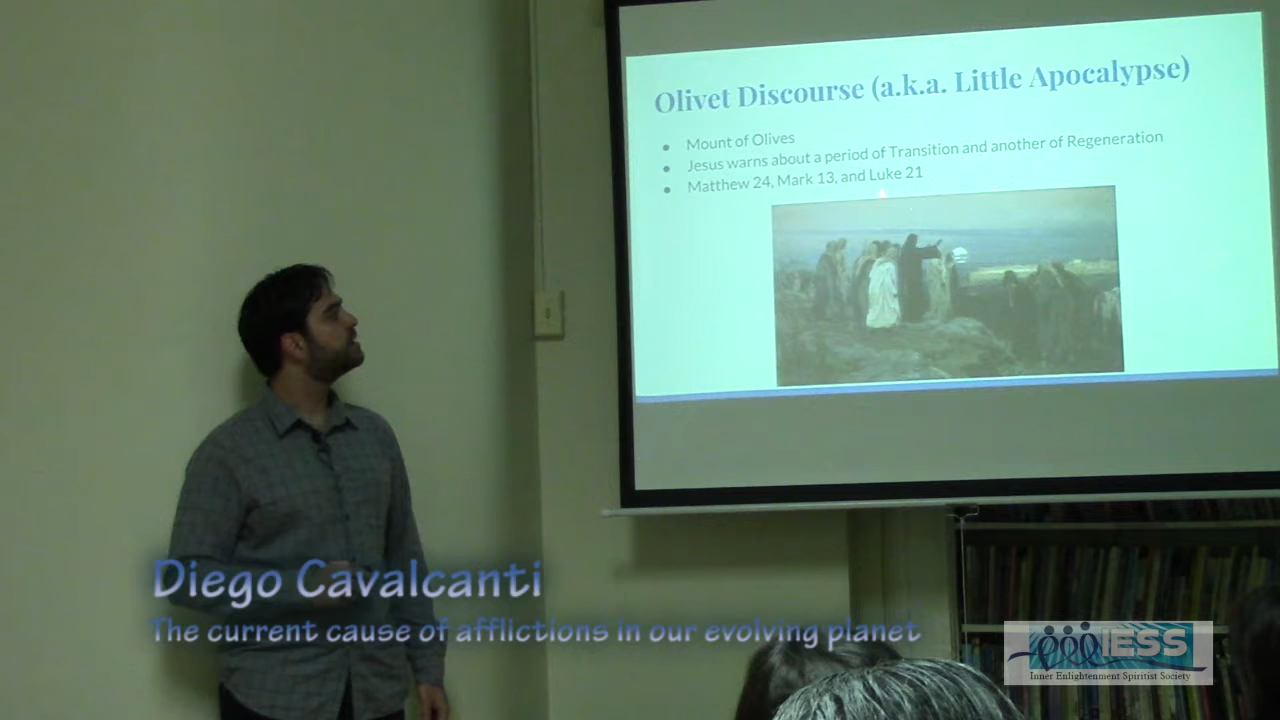 Olivet Discourse (a.k.a. Little Apocalypse)
Mount of Olives
Jesus warns about a period of Transition and another of Regeneration
Matthew 24, Mark 13, and Luke 21
Diego Cavalcanti
The current cause of afflictions in our evolving planet
IESS
Inner Enlightenment Spiritist Society